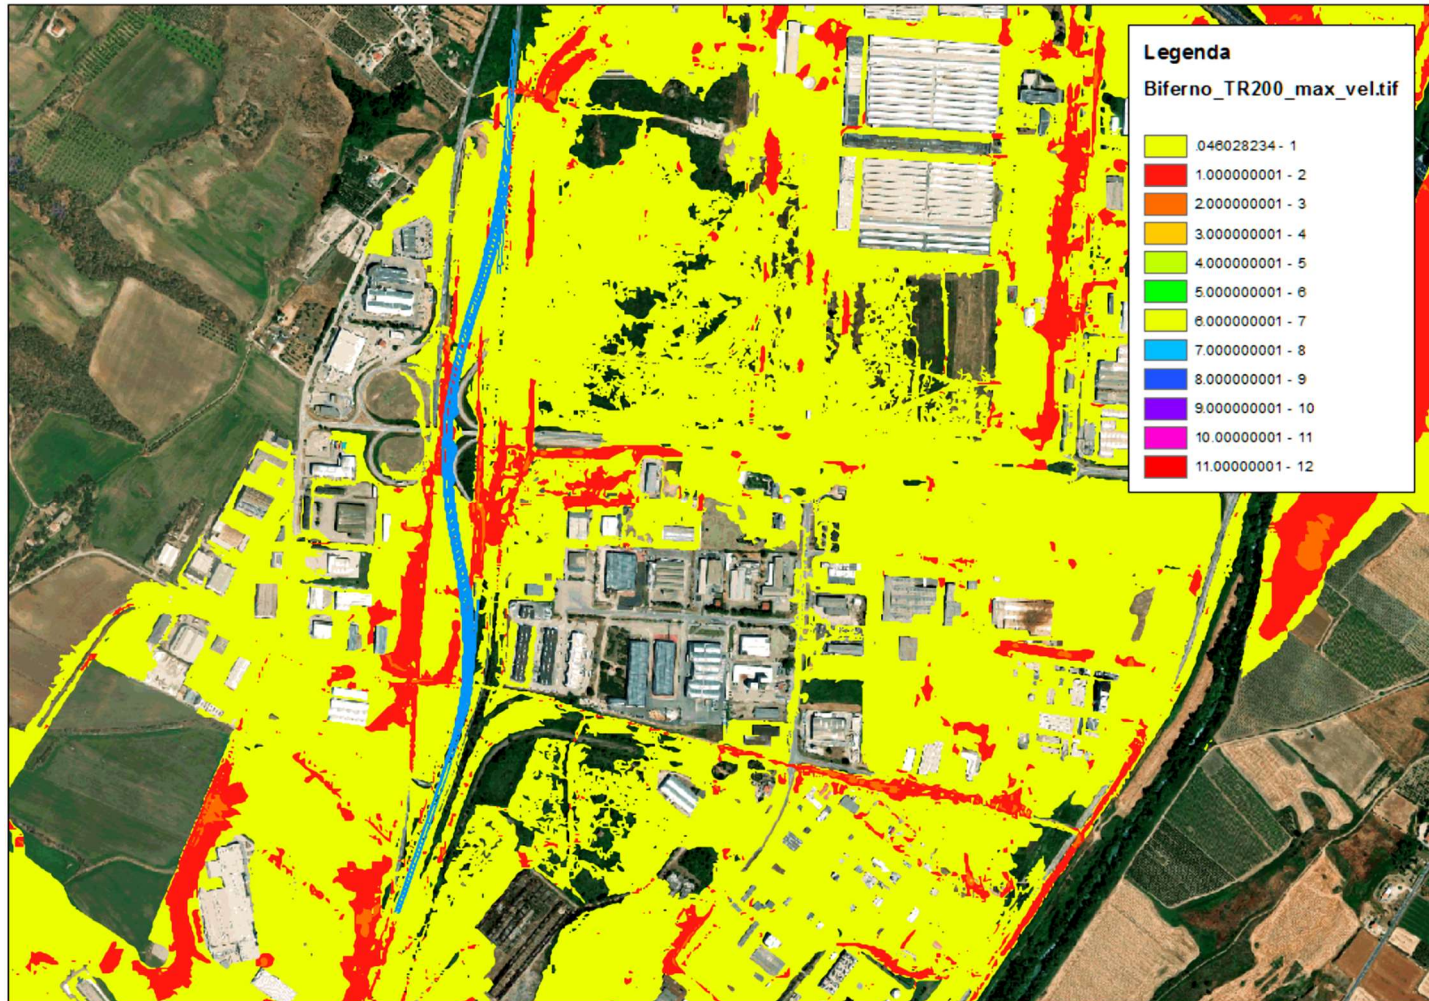 Legenda
Biferno_TR200_max_vel.tif
.046028234 - 1
1.000000001 - 2
2.000000001 - 3
3.000000001 - 4
4.000000001 - 5
5.000000001 - 6
6.000000001 - 7
7.000000001 - 8
8.000000001 - 9
9.000000001 - 10
10.00000001 - 11
11.00000001 - 12